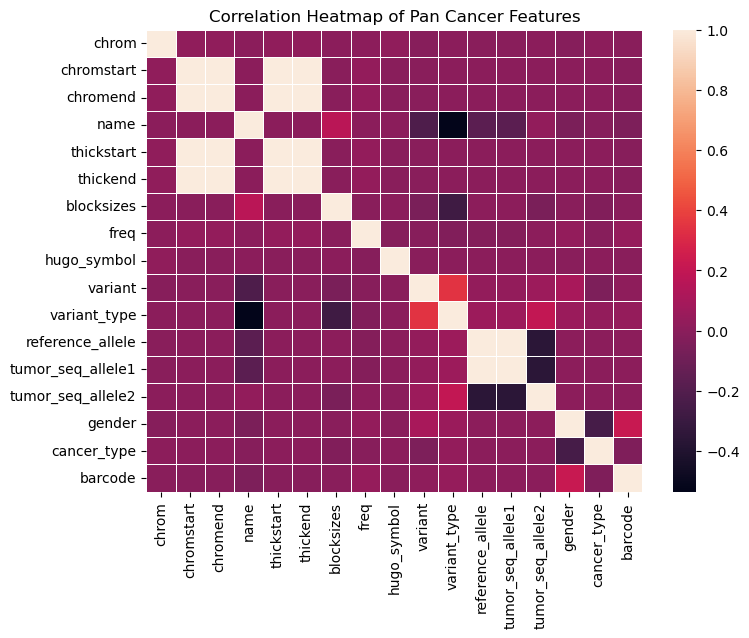 Correlation Heatmap of Pan Cancer Features
chrom
chromstart
chromend
name
thickstart
thickend
blocksizes
freq
hugo_symbol
variant
variant_type
reference_allele
tumor_seq_allele1
tumor_seq_allele2
gender
cancer_type
barcode
chrom
chromstart
chromend
name
thickstart
thickend
blocksizes
freq
hugo_symbol
variant
variant_type
reference_allele
tumor_seq_allele1
tumor_seq_allele2
gender
cancer_type
barcode
1.0
0.8
0.6
0.4
0.2
0.0
−0.2
−0.4